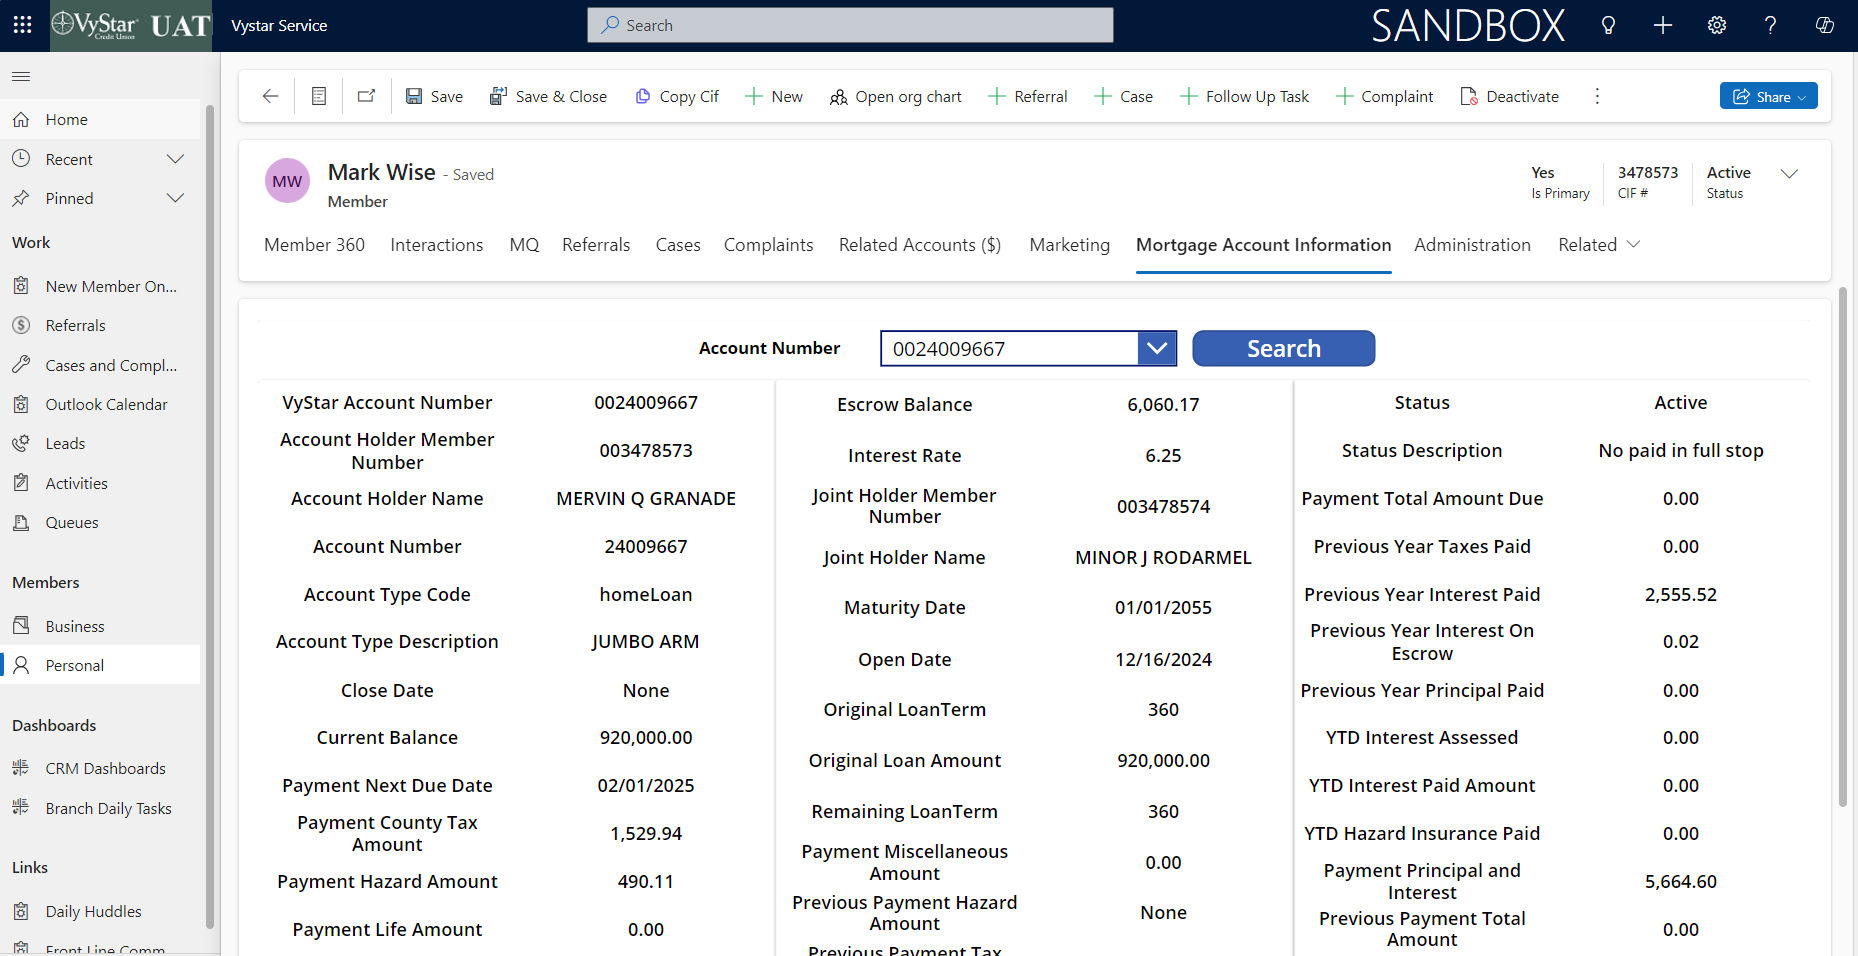 VyStar
Credit Union
UAT
Vystar Service
Search
SANDBOX
Save
Save & Close
Copy Cif
New
Open org chart
Referral
Case
Follow Up Task
Complaint
Deactivate
Share
Home
Recent
Pinned
Work
New Member On...
Referrals
Cases and Compl...
Outlook Calendar
Leads
Activities
Queues
Members
Business
Personal
Dashboards
CRM Dashboards
Branch Daily Tasks
Links
Daily Huddles
Front Line Comm
MW
Mark Wise - Saved
Member
Yes
Is Primary
3478573
CIF #
Active
Status
Member 360
Interactions
MQ
Referrals
Cases
Complaints
Related Accounts ($)
Marketing
Mortgage Account Information
Administration
Related
Account Number
0024009667
Search
VyStar Account Number 0024009667
Account Holder Member
Number
003478573
Account Holder Name MERVIN Q GRANADE
Account Number 24009667
Account Type Code homeLoan
Account Type Description JUMBO ARM
Close Date None
Current Balance 920,000.00
Payment Next Due Date 02/01/2025
Payment County Tax
Amount
1,529.94
Payment Hazard Amount 490.11
Payment Life Amount 0.00
Escrow Balance 6,060.17
Interest Rate 6.25
Joint Holder Member
Number
003478574
Joint Holder Name MINOR J RODARMEL
Maturity Date 01/01/2055
Open Date 12/16/2024
Original LoanTerm 360
Original Loan Amount 920,000.00
Remaining LoanTerm 360
Payment Miscellaneous
Amount
0.00
Previous Payment Hazard
Amount
None
Previous Payment Tax
Status Active
Status Description No paid in full stop
Payment Total Amount Due 0.00
Previous Year Taxes Paid 0.00
Previous Year Interest Paid 2,555.52
Previous Year Interest On
Escrow
0.02
Previous Year Principal Paid 0.00
YTD Interest Assessed 0.00
YTD Interest Paid Amount 0.00
YTD Hazard Insurance Paid 0.00
Payment Principal and
Interest
5,664.60
Previous Payment Total
Amount
0.00